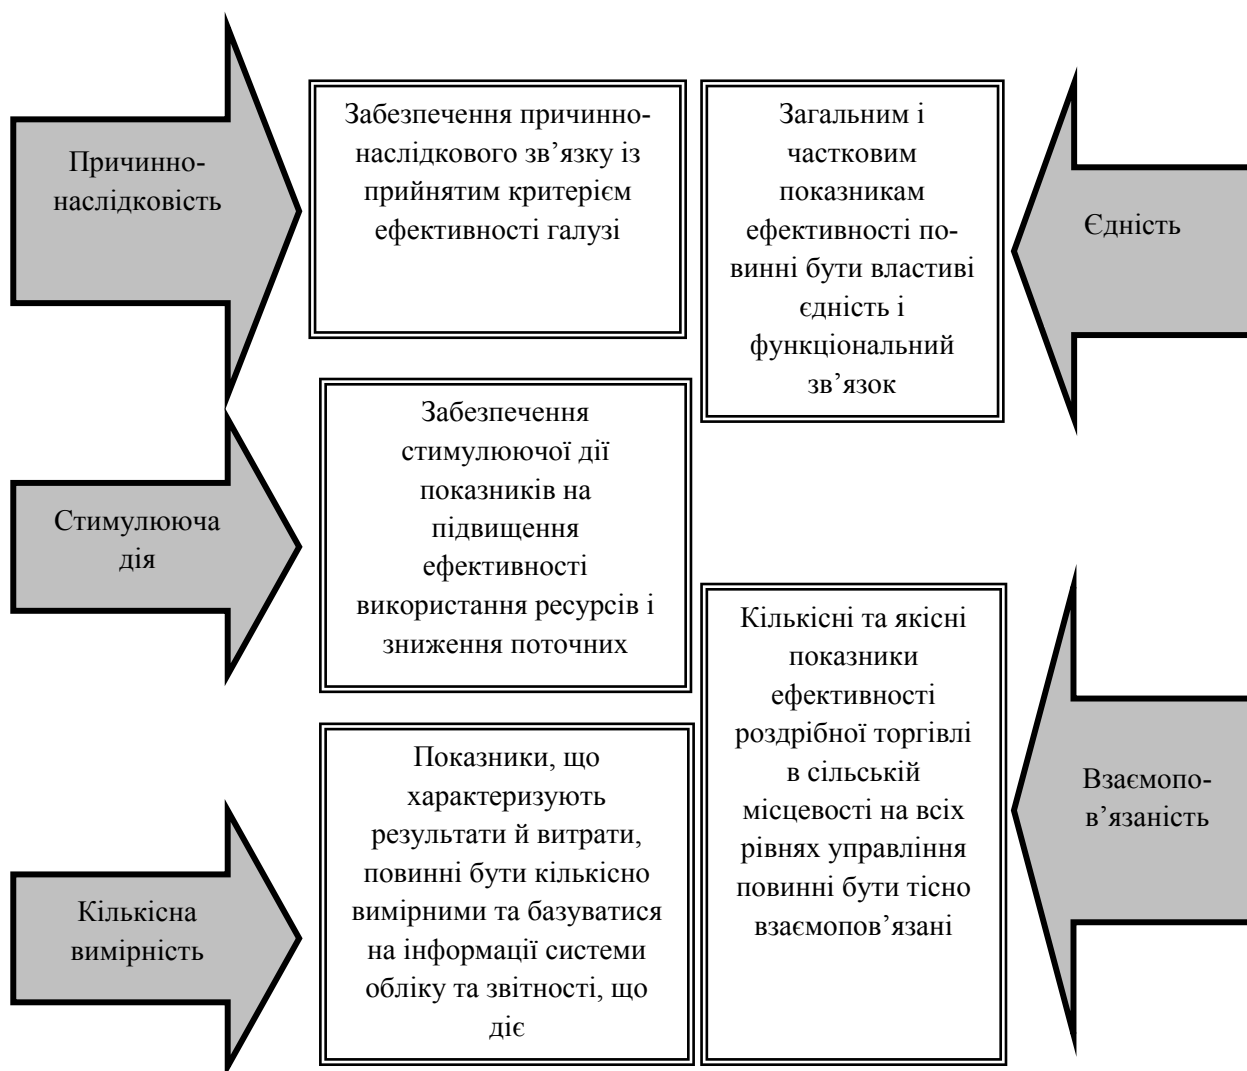 Причинно-
наслідковість
Забезпечення причинно-
наслідкового зв’язку із
прийнятим критерієм
ефективності галузі
Загальним і
частковим
показникам
ефективності по-
винні бути властиві
єдність і
функціональний
зв’язок
Єдність
Стимулююча
дія
Забезпечення
стимулюючої дії
показників на
підвищення
ефективності
використання ресурсів і
зниження поточних
Кількісні та якісні
показники
ефективності
роздрібної торгівлі
в сільській
місцевості на всіх
рівнях управління
повинні бути тісно
взаємопов’язані
Взаємопо-
в’язаність
Кількісна
вимірність
Показники, що
характеризують
результати й витрати,
повинні бути кількісно
вимірними та базуватися
на інформації системи
обліку та звітності, що
діє